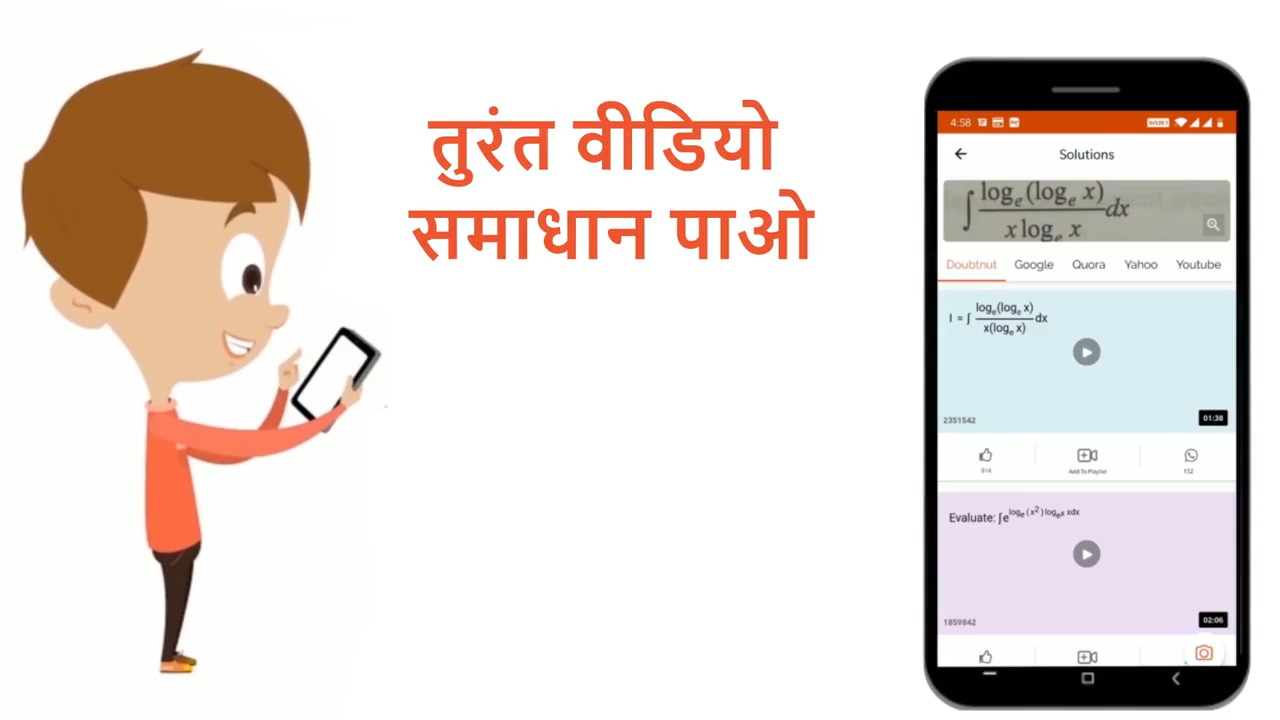 तुरंत वीडियो
समाधान पाओ
4:58
Solutions
∫ logₑ(logₑ x) / x logₑ x dx
Doubtnut Google Quora Yahoo Youtube
I = ∫ logₑ(logₑ x) / x(logₑ x) dx
2351542 01:38
914 Add To Playlist 152
Evaluate: ∫e^logₑ(x²) logₑx xdx
1859842 02:06